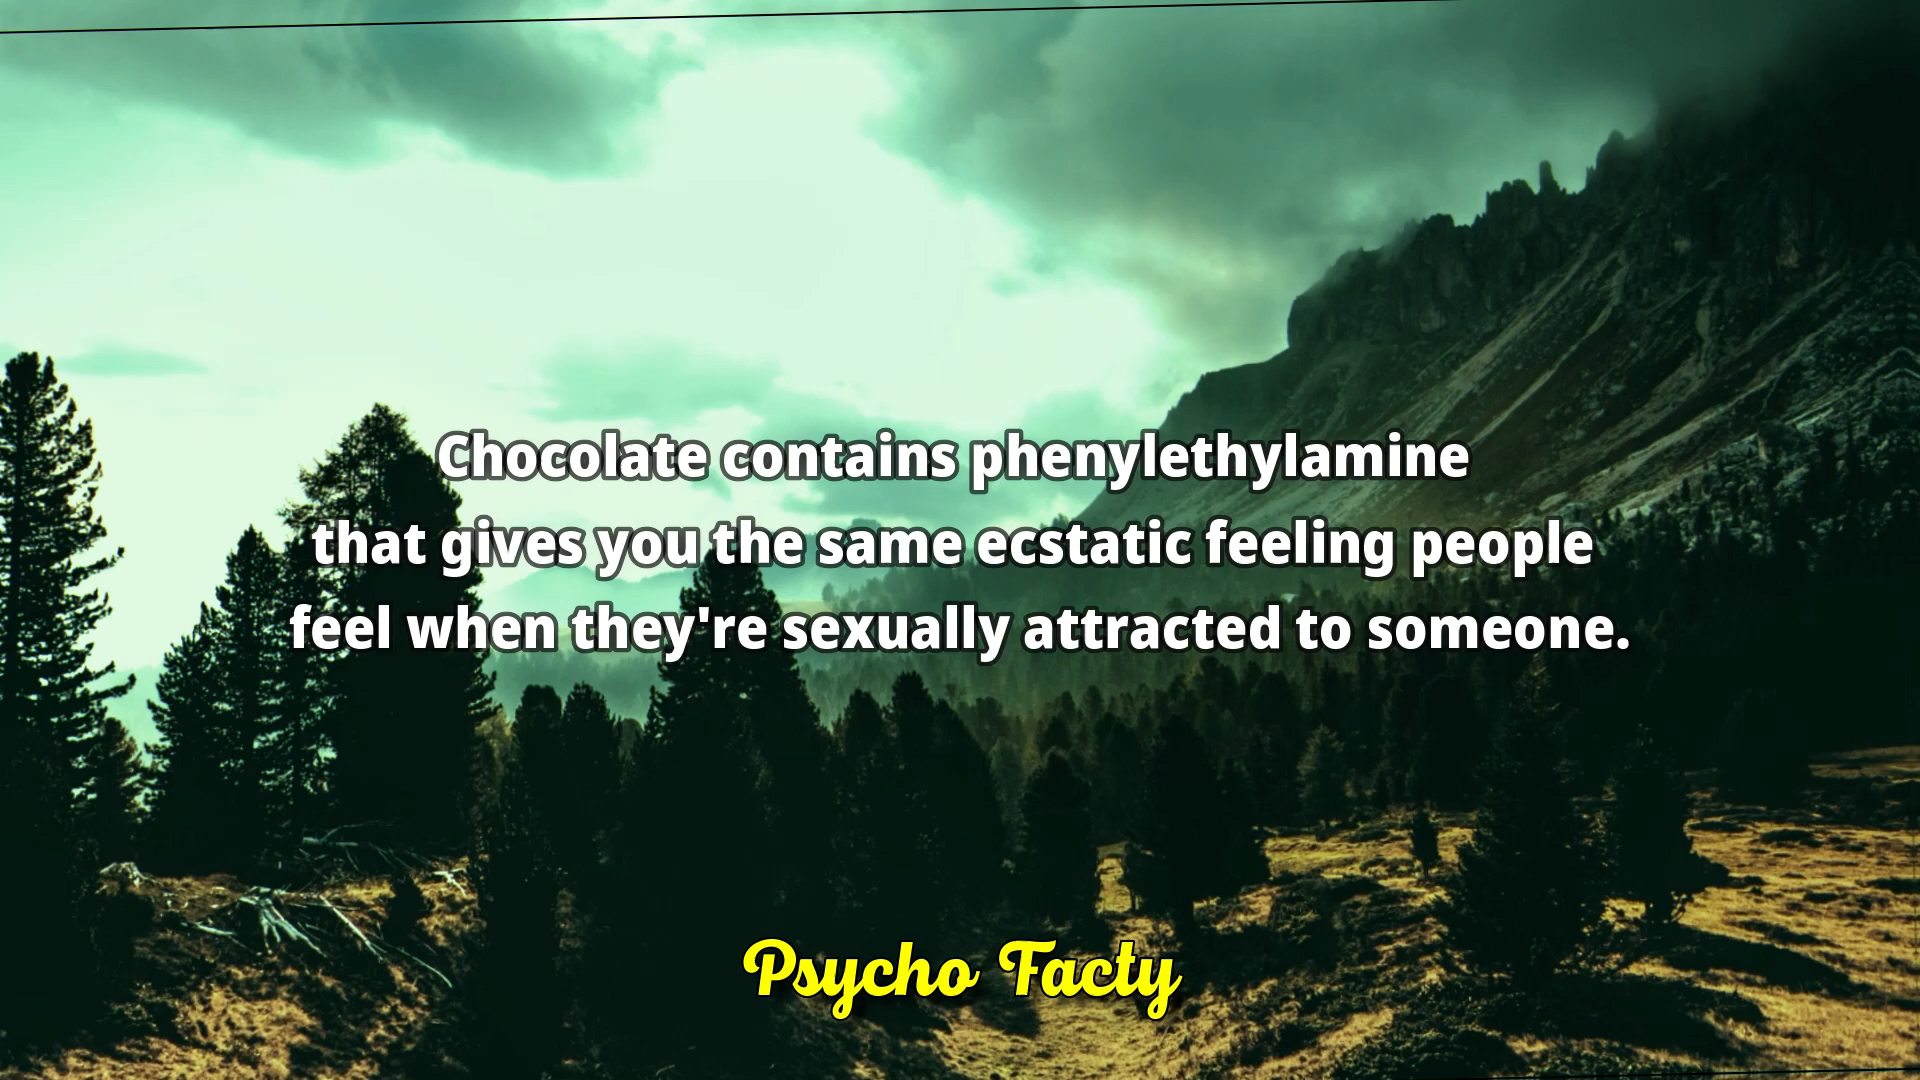 Chocolate contains phenylethylamine
that gives you the same ecstatic feeling people
feel when they're sexually attracted to someone.
Psycho Facty